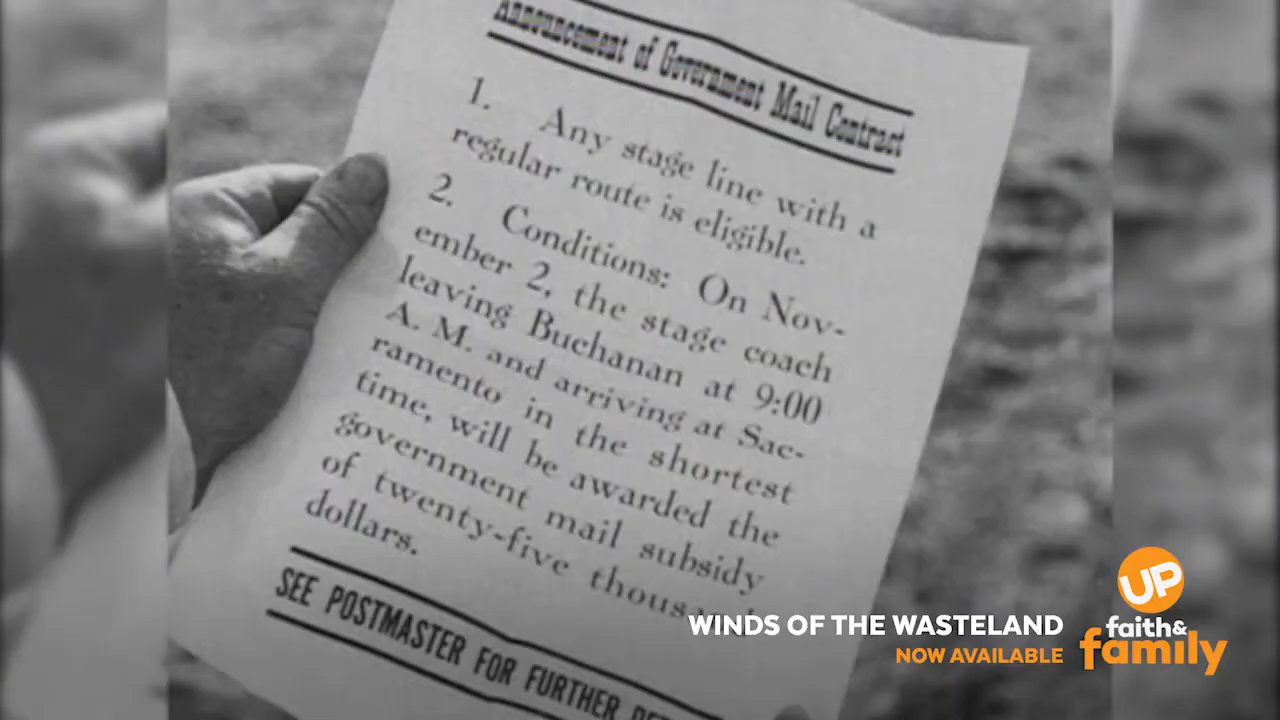 Announcement of Government Mail Contract
1. Any stage line with a
regular route is eligible.
2. Conditions: On Nov-
ember 2, the stage coach
leaving Buchanan at 9:00
A. M. and arriving at Sac-
ramento in the shortest
time, will be awarded the
government mail subsidy
of twenty-five thousand
dollars.
SEE POSTMASTER FOR FURTHER
WINDS OF THE WASTELAND
NOW AVAILABLE
UP
faith&
family